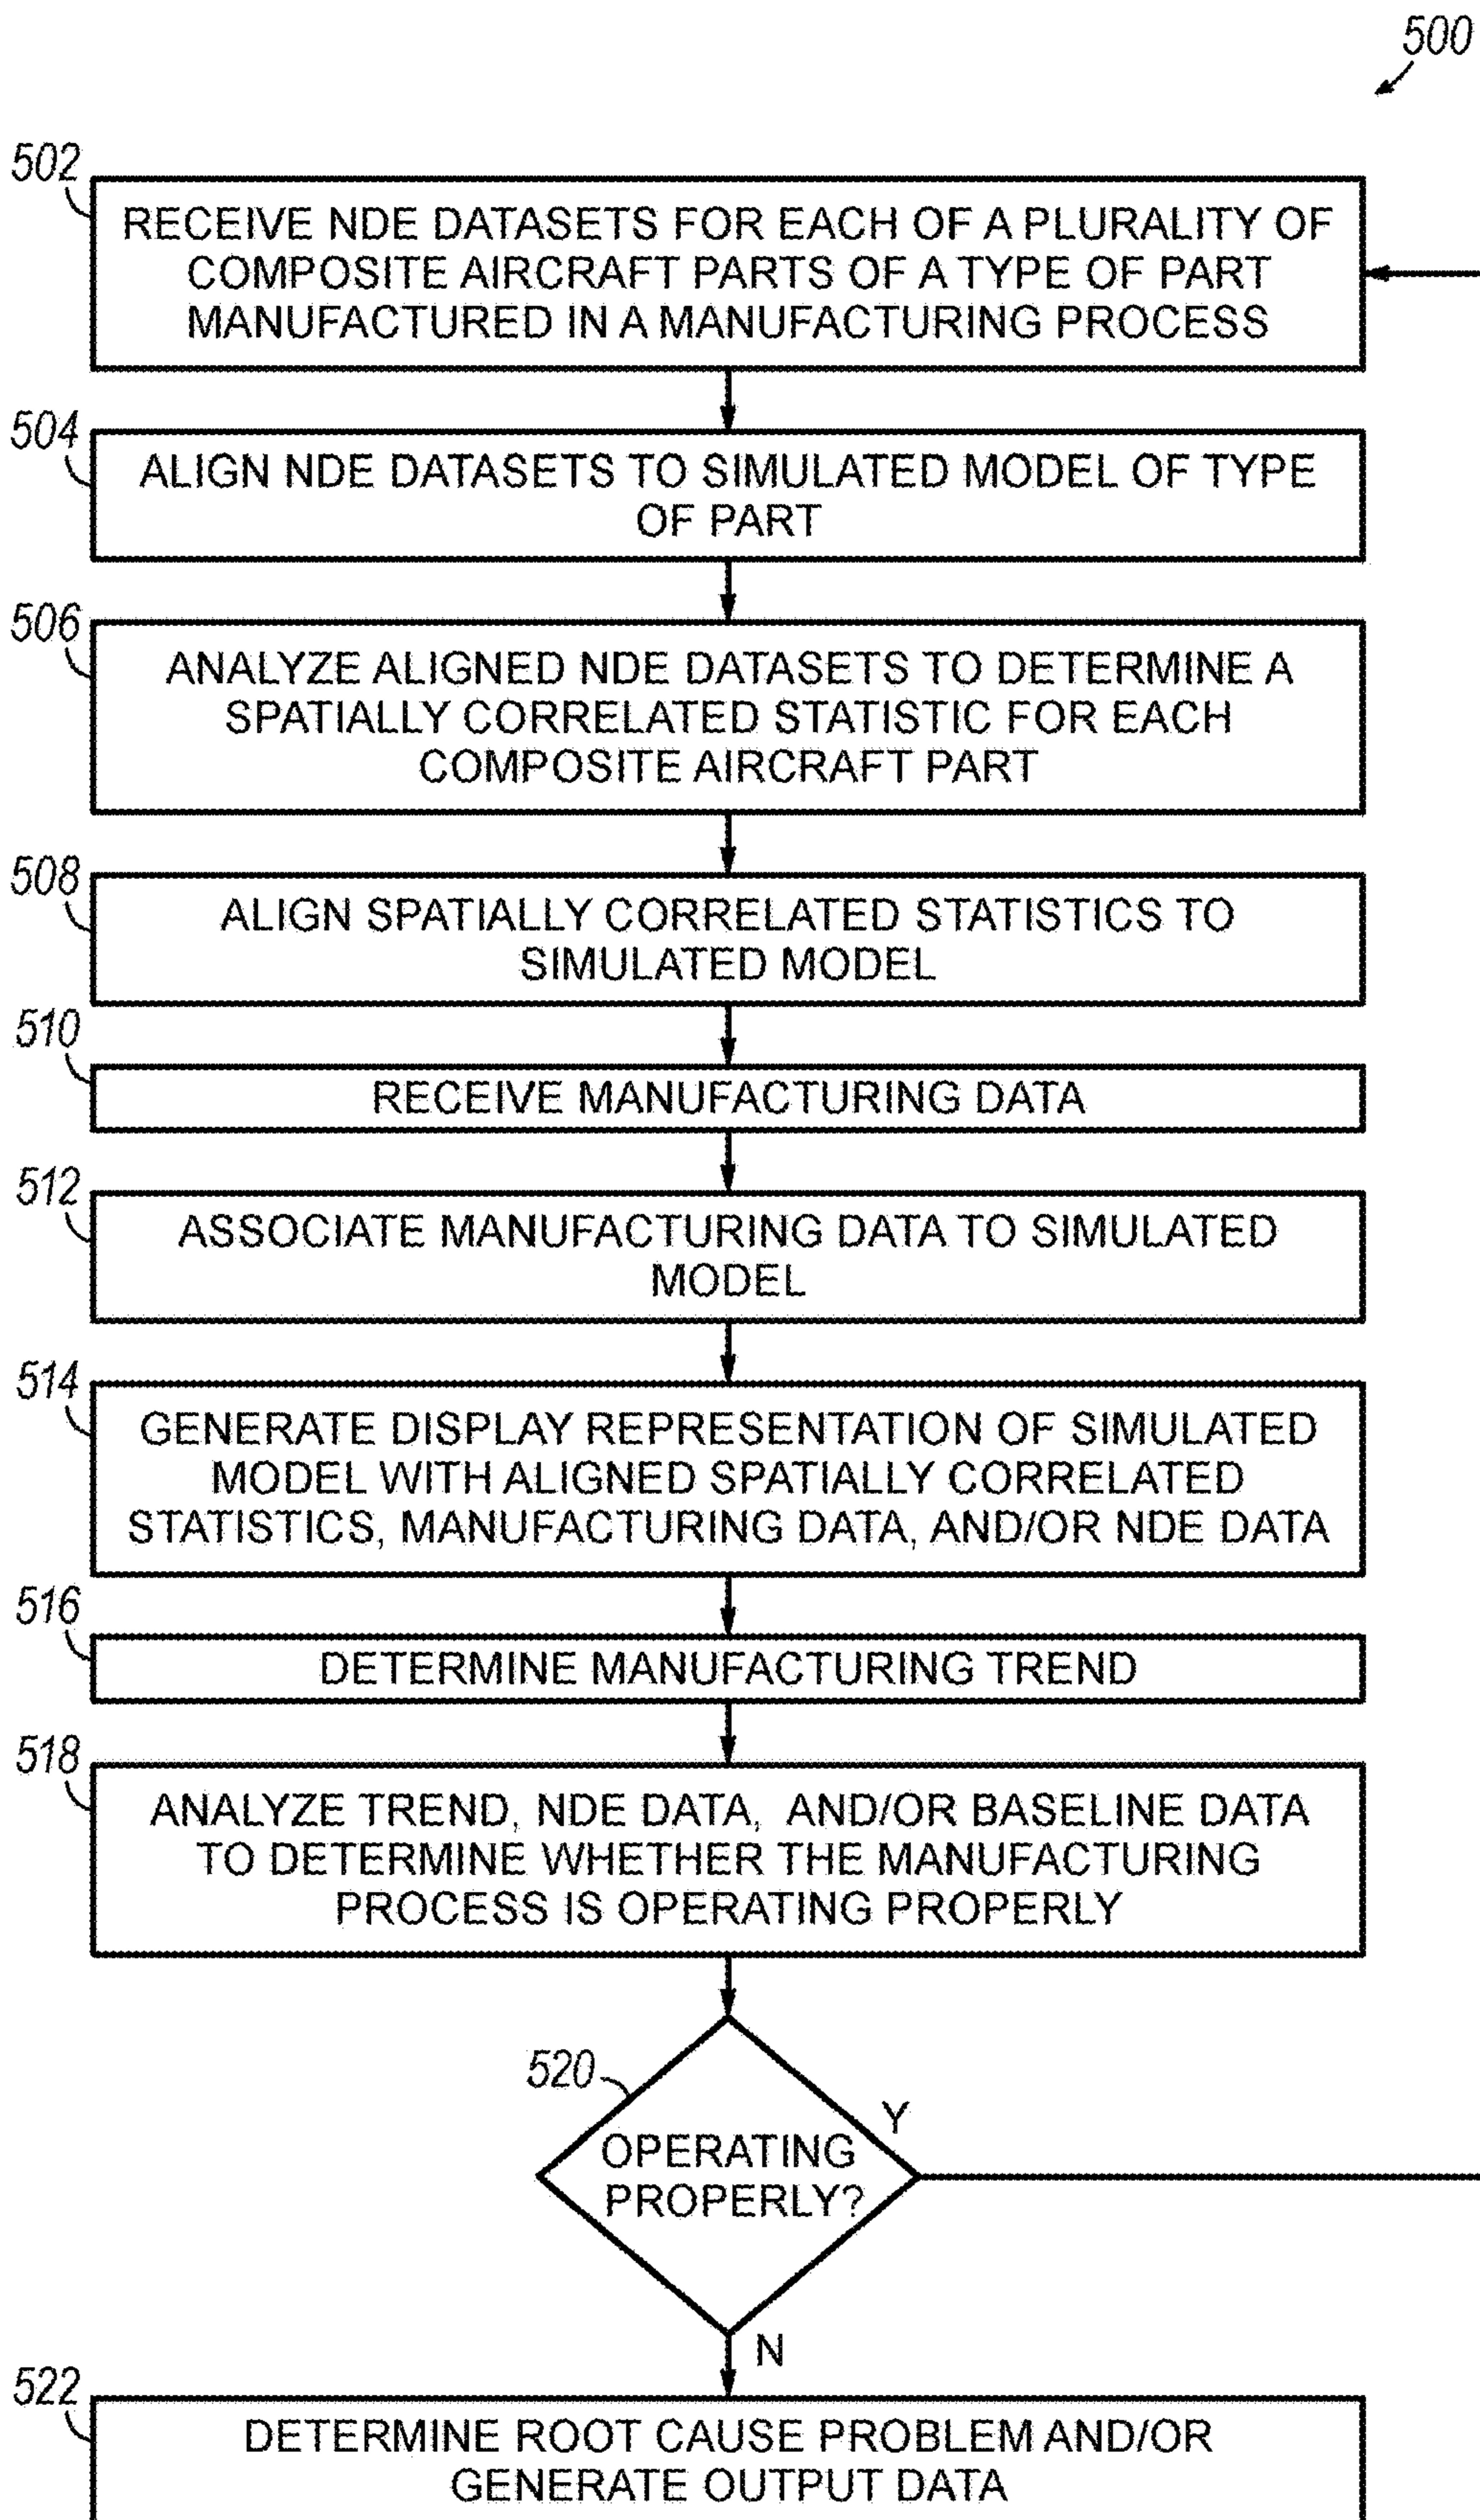 500
502
RECEIVE NDE DATASETS FOR EACH OF A PLURALITY OF
COMPOSITE AIRCRAFT PARTS OF A TYPE OF PART
MANUFACTURED IN A MANUFACTURING PROCESS
504
ALIGN NDE DATASETS TO SIMULATED MODEL OF TYPE
OF PART
506
ANALYZE ALIGNED NDE DATASETS TO DETERMINE A
SPATIALLY CORRELATED STATISTIC FOR EACH
COMPOSITE AIRCRAFT PART
508
ALIGN SPATIALLY CORRELATED STATISTICS TO
SIMULATED MODEL
510
RECEIVE MANUFACTURING DATA
512
ASSOCIATE MANUFACTURING DATA TO SIMULATED
MODEL
514
GENERATE DISPLAY REPRESENTATION OF SIMULATED
MODEL WITH ALIGNED SPATIALLY CORRELATED
STATISTICS, MANUFACTURING DATA, AND/OR NDE DATA
516
DETERMINE MANUFACTURING TREND
518
ANALYZE TREND, NDE DATA, AND/OR BASELINE DATA
TO DETERMINE WHETHER THE MANUFACTURING
PROCESS IS OPERATING PROPERLY
520
Y
OPERATING
PROPERLY?
N
522
DETERMINE ROOT CAUSE PROBLEM AND/OR
GENERATE OUTPUT DATA